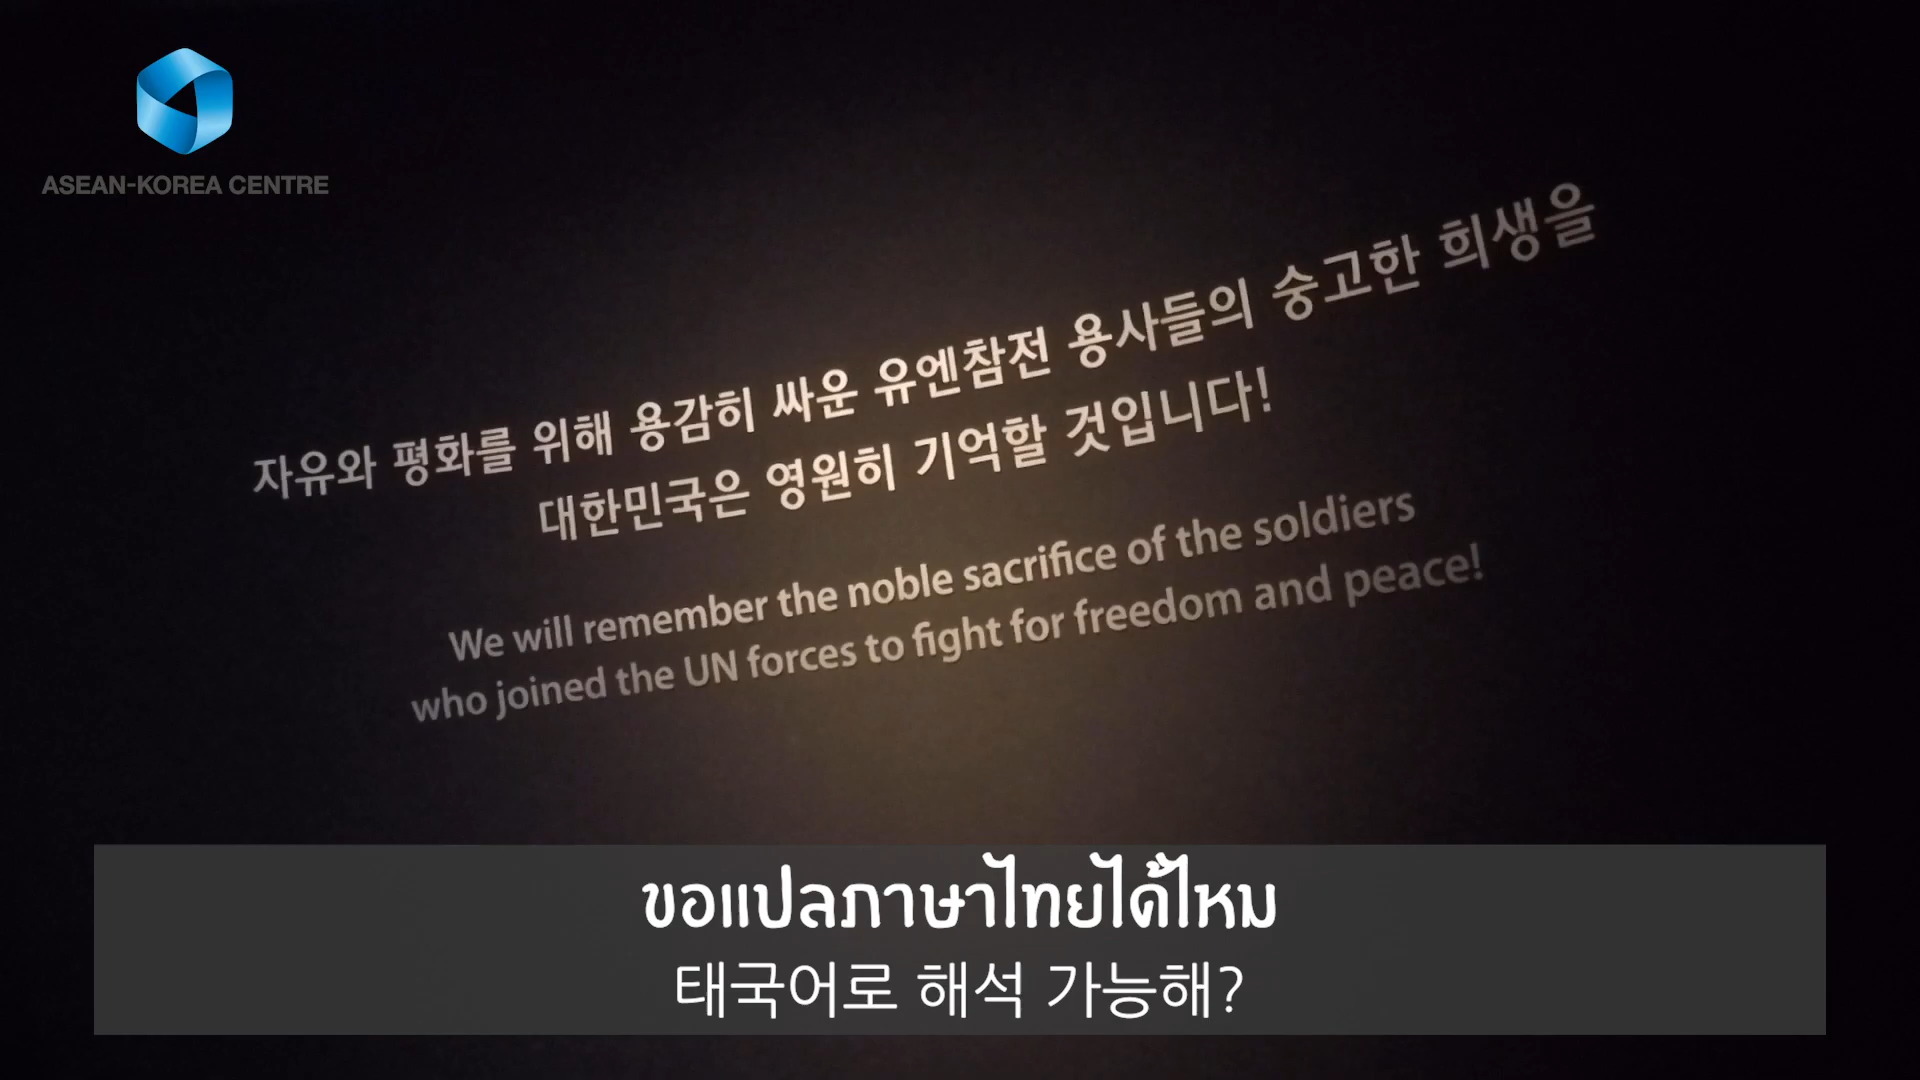 ASEAN-KOREA CENTRE
자유와 평화를 위해 용감히 싸운 유엔참전 용사들의 숭고한 희생을
대한민국은 영원히 기억할 것입니다!
We will remember the noble sacrifice of the soldiers
who joined the UN forces to fight for freedom and peace!
ขอแปลภาษาไทยได้ไหม
태국어로 해석 가능해?